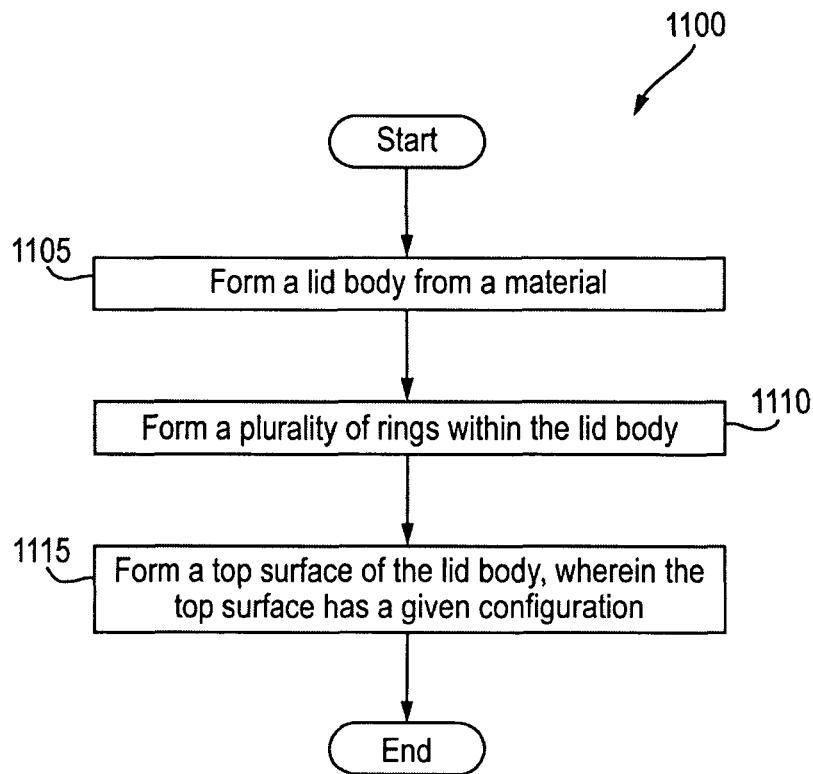 1100
Start
1105
Form a lid body from a material
Form a plurality of rings within the lid body
1110
1115
Form a top surface of the lid body, wherein the
top surface has a given configuration
End